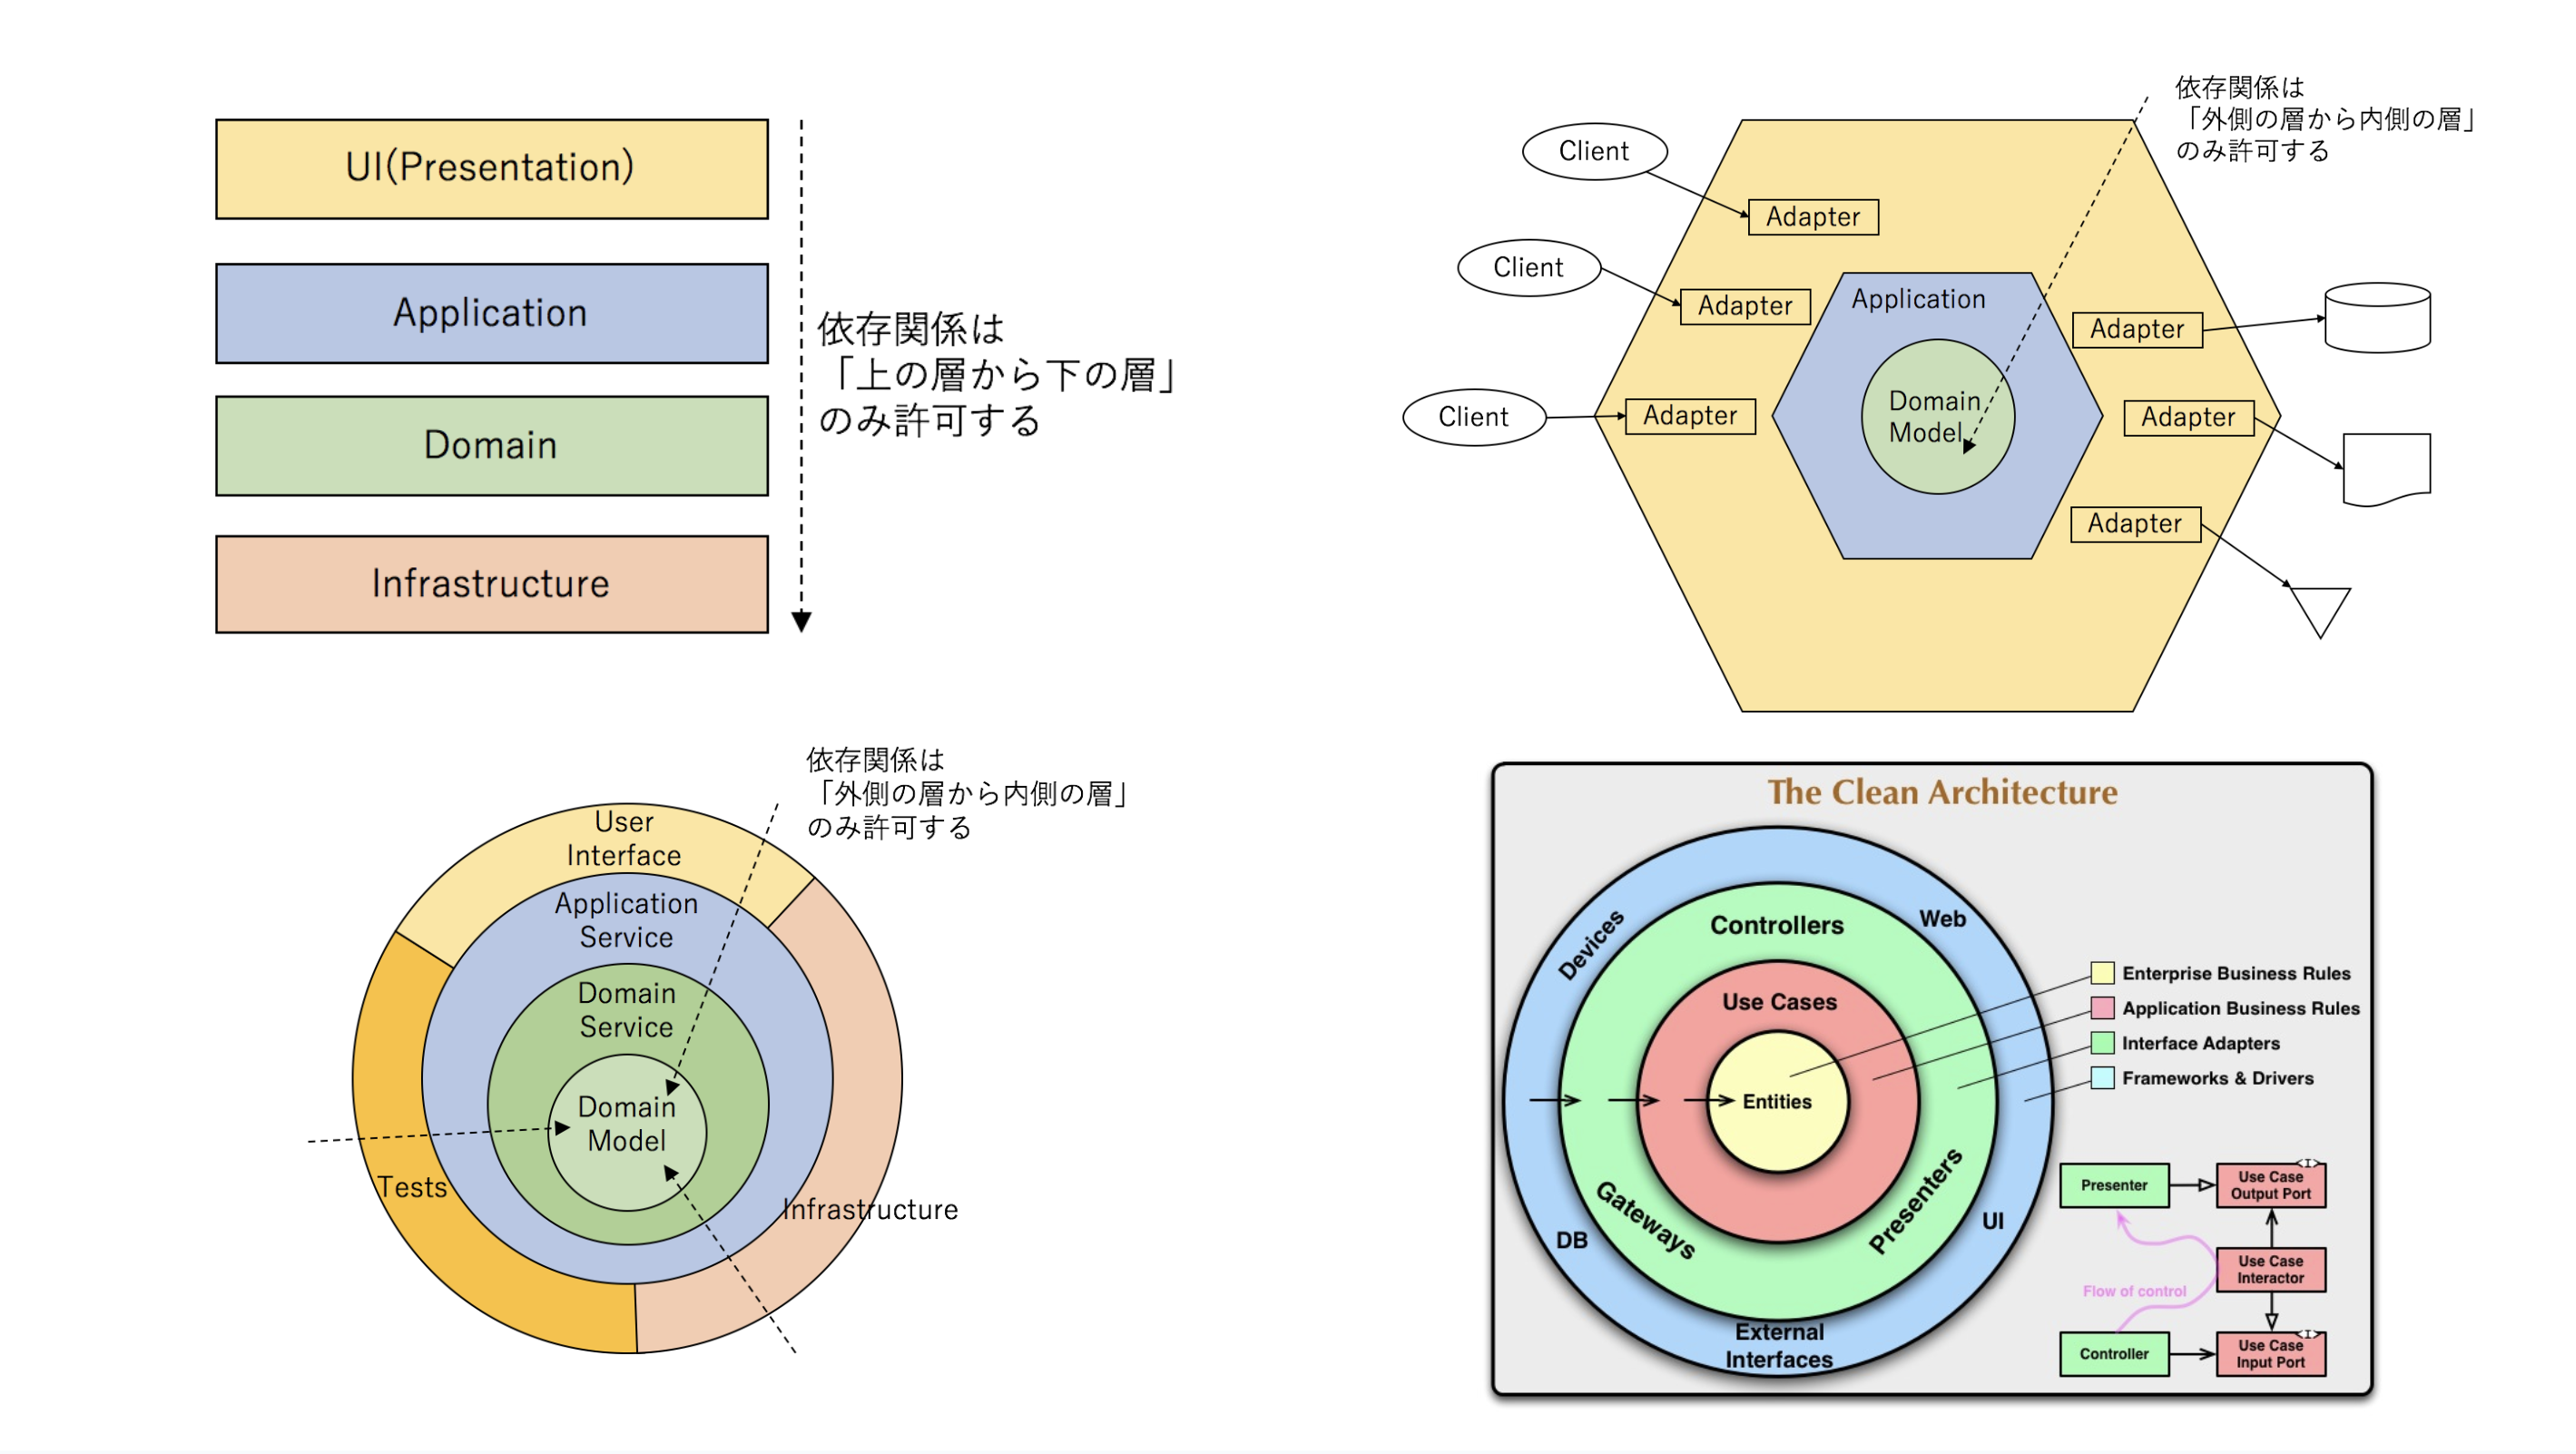 UI(Presentation)
Application
Domain
Infrastructure
依存関係は
「上の層から下の層」
のみ許可する
依存関係は
「外側の層から内側の層」
のみ許可する
Client
Client
Client
Adapter
Adapter
Adapter
Application
Domain
Model
Adapter
Adapter
Adapter
依存関係は
「外側の層から内側の層」
のみ許可する
User
Interface
Application
Service
Domain
Service
Domain
Model
Tests
Infrastructure
The Clean Architecture
Devices
Web
Controllers
Use Cases
Entities
Gateways
Presenters
DB
UI
External
Interfaces
Enterprise Business Rules
Application Business Rules
Interface Adapters
Frameworks & Drivers
Presenter
<I>
Use Case
Output Port
Use Case
Interactor
Flow of control
Controller
<I>
Use Case
Input Port